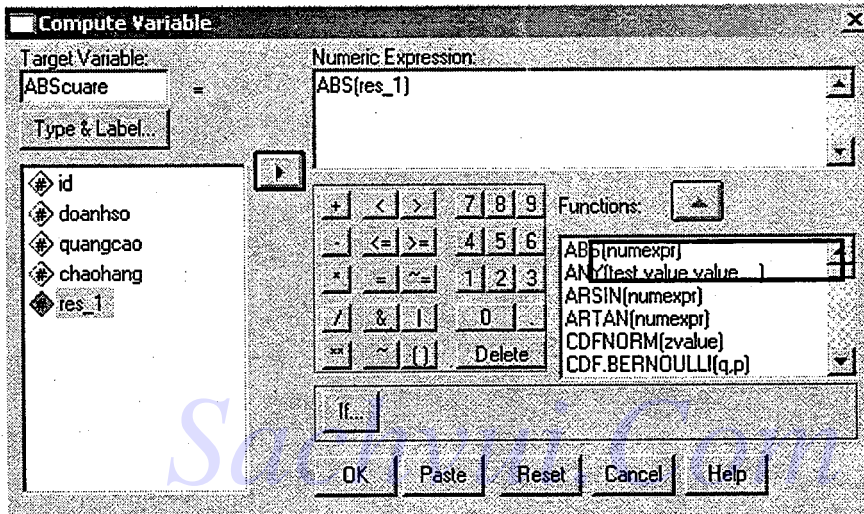 Compute Variable
Target Variable:
ABScuare
=
Type & Label...
id
doanhso
quangcao
chaohang
res_1
Numeric Expression:
ABS(res_1)
+ < > 7 8 9
- <= >= 4 5 6
* = ~= 1 2 3
/ & | 0 .
** ~ () Delete
Functions:
ABS(numexpr)
ANY(test,value,value,...)
ARSIN(numexpr)
ARTAN(numexpr)
CDFNORM(zvalue)
CDF.BERNOULLI(q,p)
If...
OK Paste Reset Cancel Help
Sachvui.Com